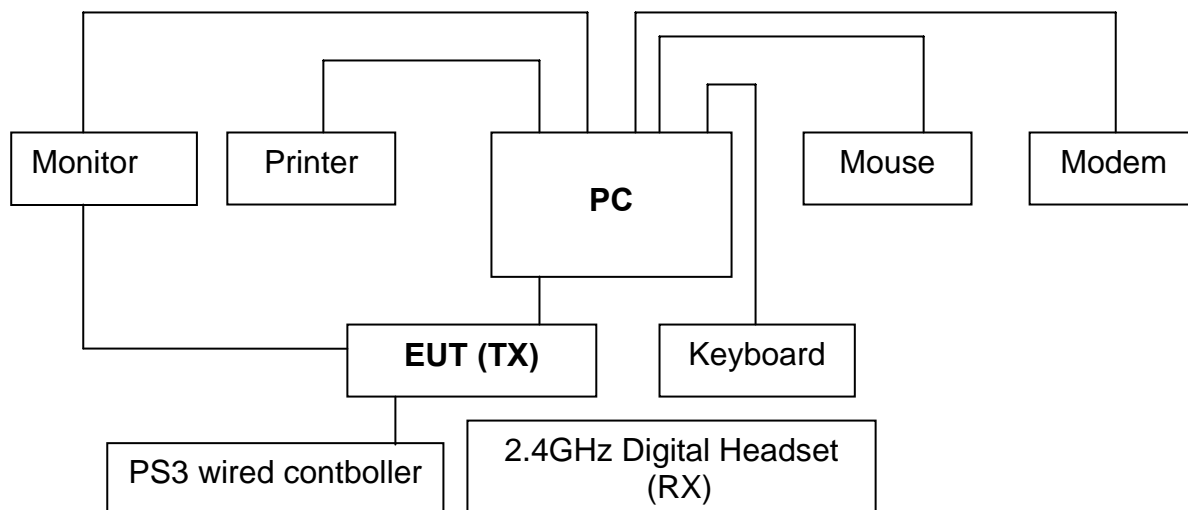 Monitor
Printer
PC
Mouse
Modem
EUT (TX)
Keyboard
PS3 wired contboller
2.4GHz Digital Headset
(RX)